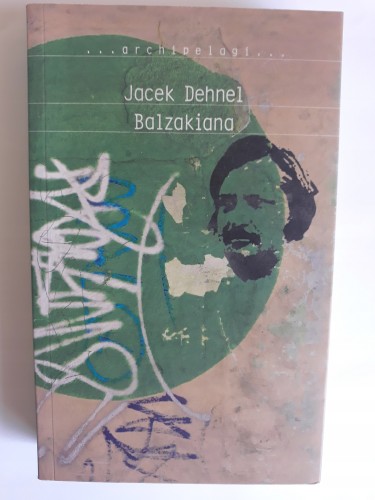 ...archipelagi...
Jacek Dehnel
Balzakiana